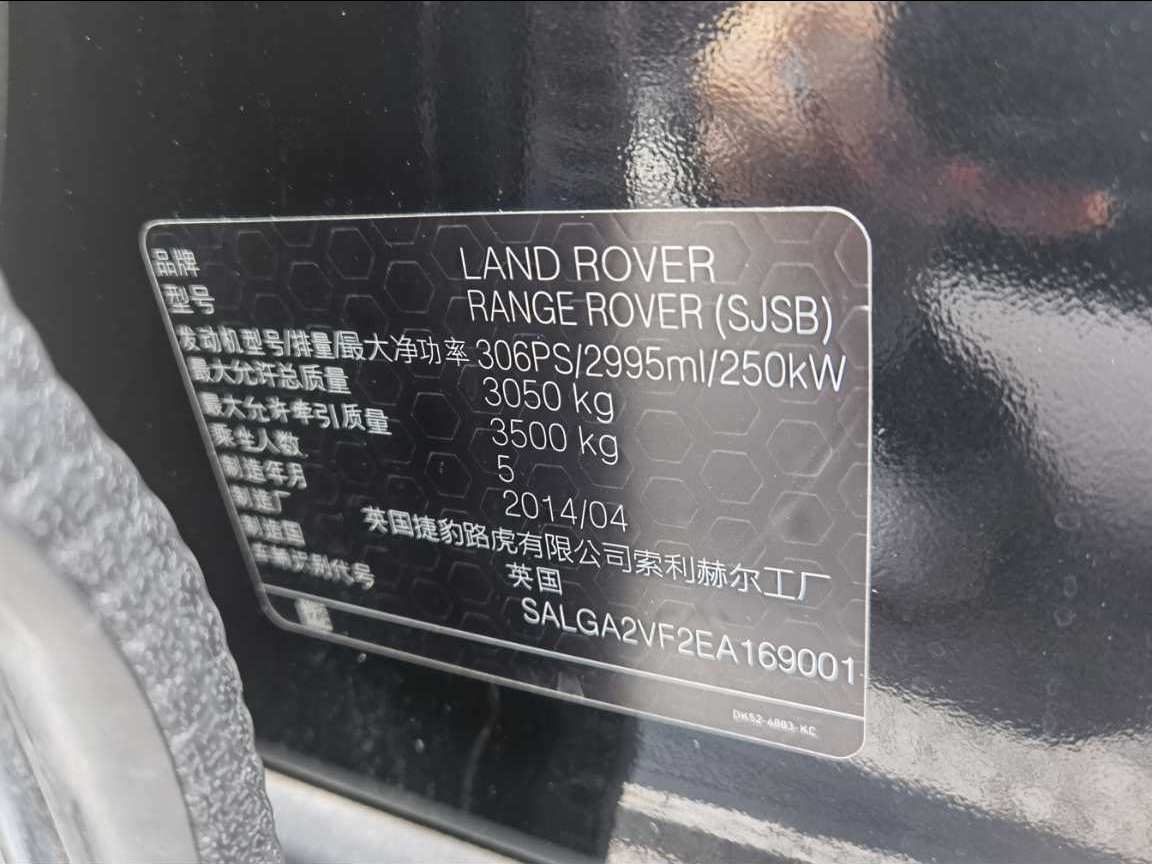 品牌 LAND ROVER
型号 RANGE ROVER (SJSB)
发动机型号/排量/最大净功率 306PS/2995ml/250kW
最大允许总质量 3050 kg
最大允许牵引质量 3500 kg
乘坐人数 5
制造年月 2014/04
制造厂 英国捷豹路虎有限公司索利赫尔工厂
制造国 英国
车辆识别代号 SALGA2VF2EA169001
DK52-6883-KC